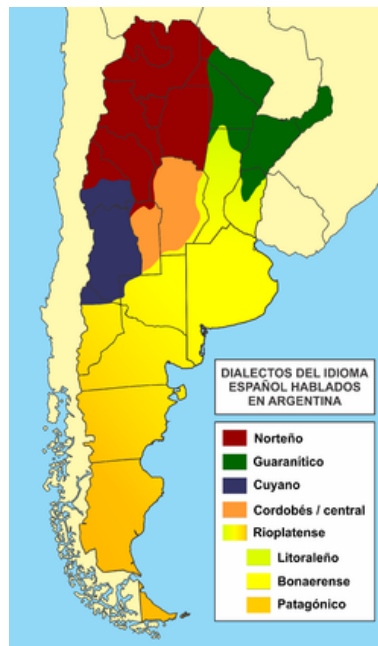 DIALECTOS DEL IDIOMA
ESPAÑOL HABLADOS
EN ARGENTINA
Norteño
Guaranítico
Cuyano
Cordobés / central
Rioplatense
Litoraleño
Bonaerense
Patagónico